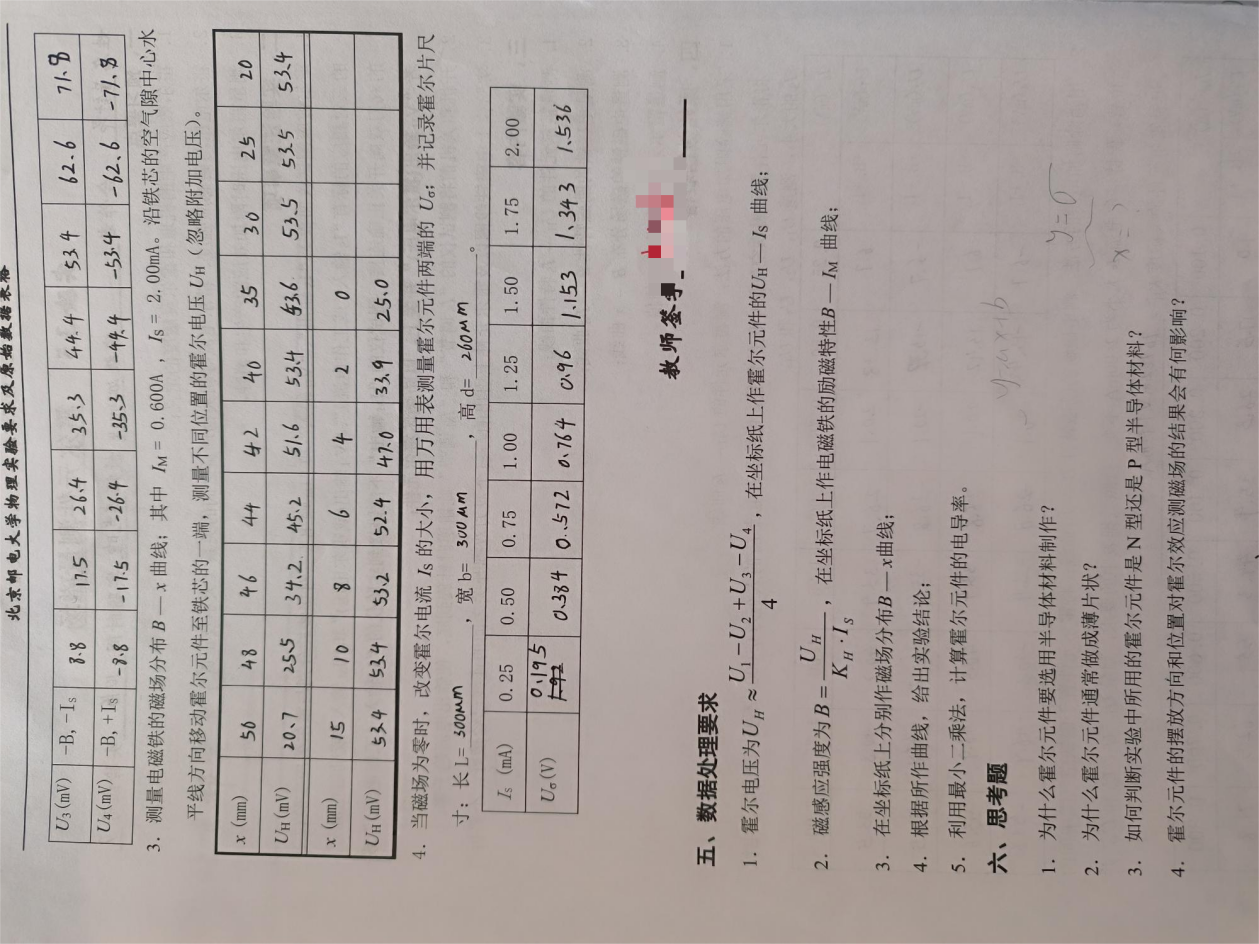 北京邮电大学物理实验要求及原始数据表格
U₃(mV) -B, -I_S 8.8 17.5 26.4 35.3 44.4 53.4 62.6 71.8
U₄(mV) -B, +I_S -8.8 -17.5 -26.4 -35.3 -44.4 -53.4 -62.6 -71.8
3. 测量电磁铁的磁场分布 B—x 曲线；其中 I_M = 0.600A，I_S = 2.00mA。沿铁芯的空气隙中心水
平线方向移动霍尔元件至铁芯的一端，测量不同位置的霍尔电压 U_H（忽略附加电压）。
x (mm) 50 48 46 44 42 40 35 30 25 20
U_H(mV) 20.7 25.5 34.2 45.2 51.6 53.4 53.6 53.5 53.5 53.4
x (mm) 15 10 8 6 4 2 0
U_H(mV) 53.4 53.4 53.2 52.4 47.0 33.9 25.0
4. 当磁场为零时，改变霍尔电流 I_S 的大小，用万用表测量霍尔元件两端的 U_σ；并记录霍尔片尺
寸：长 L= 300μm ，宽 b= 300μm ，高 d= 260μm 。
I_S (mA) 0.25 0.50 0.75 1.00 1.25 1.50 1.75 2.00
U_σ(V) 0.195 0.384 0.572 0.764 0.96 1.153 1.343 1.536
教师签字
五、数据处理要求
1. 霍尔电压为 U_H ≈ (U₁−U₂+U₃−U₄)/4，在坐标纸上作霍尔元件的 U_H—I_S 曲线；
2. 磁感应强度为 B = U_H/(K_H·I_S)，在坐标纸上作电磁铁的励磁特性 B—I_M 曲线；
3. 在坐标纸上分别作磁场分布 B—x 曲线；
4. 根据所作曲线，给出实验结论；
5. 利用最小二乘法，计算霍尔元件的电导率。
六、思考题
1. 为什么霍尔元件要选用半导体材料制作？
2. 为什么霍尔元件通常做成薄片状？
3. 如何判断实验中所用的霍尔元件是 N 型还是 P 型半导体材料？
4. 霍尔元件的摆放方向和位置对霍尔效应测磁场的结果会有何影响？